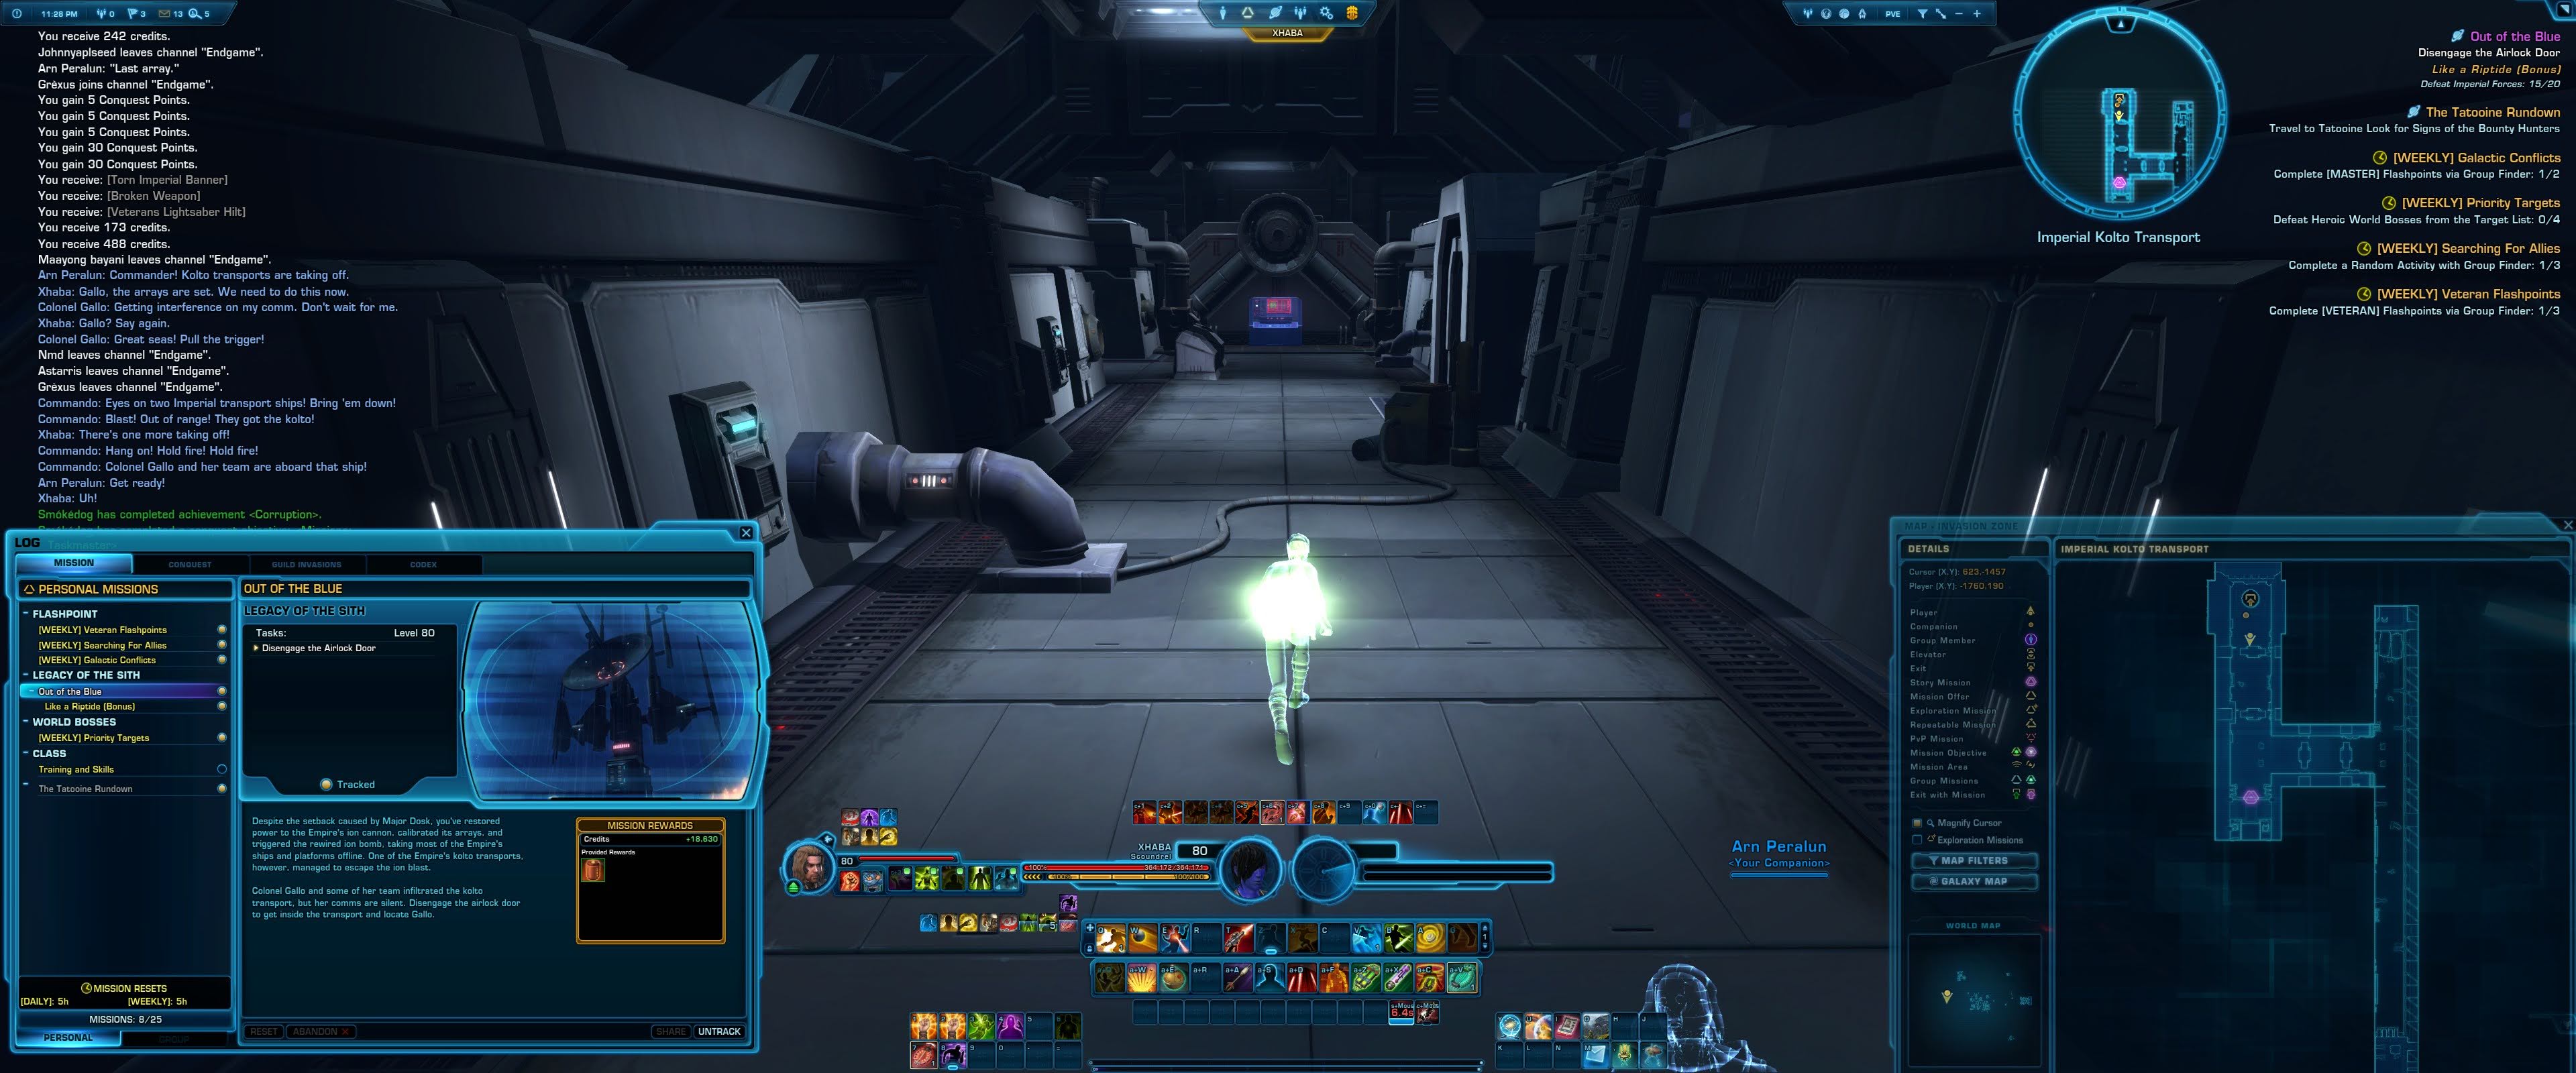 11:28 PM 0 3 13 5
You receive 242 credits.
Johnnyaplseed leaves channel "Endgame".
Arn Peralun: "Last array."
Grèxus joins channel "Endgame".
You gain 5 Conquest Points.
You gain 5 Conquest Points.
You gain 5 Conquest Points.
You gain 30 Conquest Points.
You gain 30 Conquest Points.
You receive: [Torn Imperial Banner]
You receive: [Broken Weapon]
You receive: [Veterans Lightsaber Hilt]
You receive 173 credits.
You receive 488 credits.
Maayong bayani leaves channel "Endgame".
Arn Peralun: Commander! Kolto transports are taking off.
Xhaba: Gallo, the arrays are set. We need to do this now.
Colonel Gallo: Getting interference on my comm. Don't wait for me.
Xhaba: Gallo? Say again.
Colonel Gallo: Great seas! Pull the trigger!
Nmd leaves channel "Endgame".
Astarris leaves channel "Endgame".
Grèxus leaves channel "Endgame".
Commando: Eyes on two Imperial transport ships! Bring 'em down!
Commando: Blast! Out of range! They got the kolto!
Xhaba: There's one more taking off!
Commando: Hang on! Hold fire! Hold fire!
Commando: Colonel Gallo and her team are aboard that ship!
Arn Peralun: Get ready!
Xhaba: Uh!
Smökèdog has completed achievement <Corruption>.
XHABA
PVE
Imperial Kolto Transport
Out of the Blue
Disengage the Airlock Door
Like a Riptide (Bonus)
Defeat Imperial Forces: 15/20
The Tatooine Rundown
Travel to Tatooine Look for Signs of the Bounty Hunters
[WEEKLY] Galactic Conflicts
Complete [MASTER] Flashpoints via Group Finder: 1/2
[WEEKLY] Priority Targets
Defeat Heroic World Bosses from the Target List: 0/4
[WEEKLY] Searching For Allies
Complete a Random Activity with Group Finder: 1/3
[WEEKLY] Veteran Flashpoints
Complete [VETERAN] Flashpoints via Group Finder: 1/3
LOG
MISSION CONQUEST GUILD INVASIONS CODEX
PERSONAL MISSIONS
FLASHPOINT
[WEEKLY] Veteran Flashpoints
[WEEKLY] Searching For Allies
[WEEKLY] Galactic Conflicts
LEGACY OF THE SITH
Out of the Blue
Like a Riptide (Bonus)
WORLD BOSSES
[WEEKLY] Priority Targets
CLASS
Training and Skills
The Tatooine Rundown
MISSION RESETS
[DAILY]: 5h [WEEKLY]: 5h
MISSIONS: 8/25
PERSONAL
OUT OF THE BLUE
LEGACY OF THE SITH
Tasks: Level 80
Disengage the Airlock Door
Tracked
Despite the setback caused by Major Dosk, you've restored
power to the Empire's ion cannon, calibrated its arrays, and
triggered the rewired ion bomb, taking most of the Empire's
ships and platforms offline. One of the Empire's kolto transports,
however, managed to escape the ion blast.
Colonel Gallo and some of her team infiltrated the kolto
transport, but her comms are silent. Disengage the airlock door
to get inside the transport and locate Gallo.
MISSION REWARDS
Credits +18,630
Provided Rewards
RESET ABANDON SHARE UNTRACK
80
XHABA
Scoundrel
80
100%
100%
Arn Peralun
<Your Companion>
6.4s
MAP - INVASION ZONE
DETAILS
IMPERIAL KOLTO TRANSPORT
Cursor (X,Y): 623,-1457
Player (X,Y): -1760,190
Player
Companion
Group Member
Elevator
Exit
Story Mission
Mission Offer
Exploration Mission
Repeatable Mission
PvP Mission
Mission Objective
Mission Area
Group Missions
Exit with Mission
Magnify Cursor
Exploration Missions
MAP FILTERS
GALAXY MAP
WORLD MAP